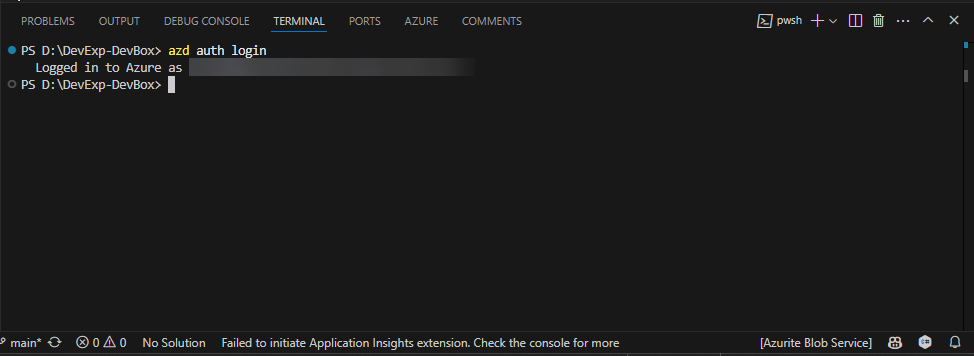 PROBLEMS OUTPUT DEBUG CONSOLE TERMINAL PORTS AZURE COMMENTS pwsh
PS D:\DevExp-DevBox> azd auth login
Logged in to Azure as
PS D:\DevExp-DevBox>
main* 0 0 No Solution Failed to initiate Application Insights extension. Check the console for more [Azurite Blob Service]